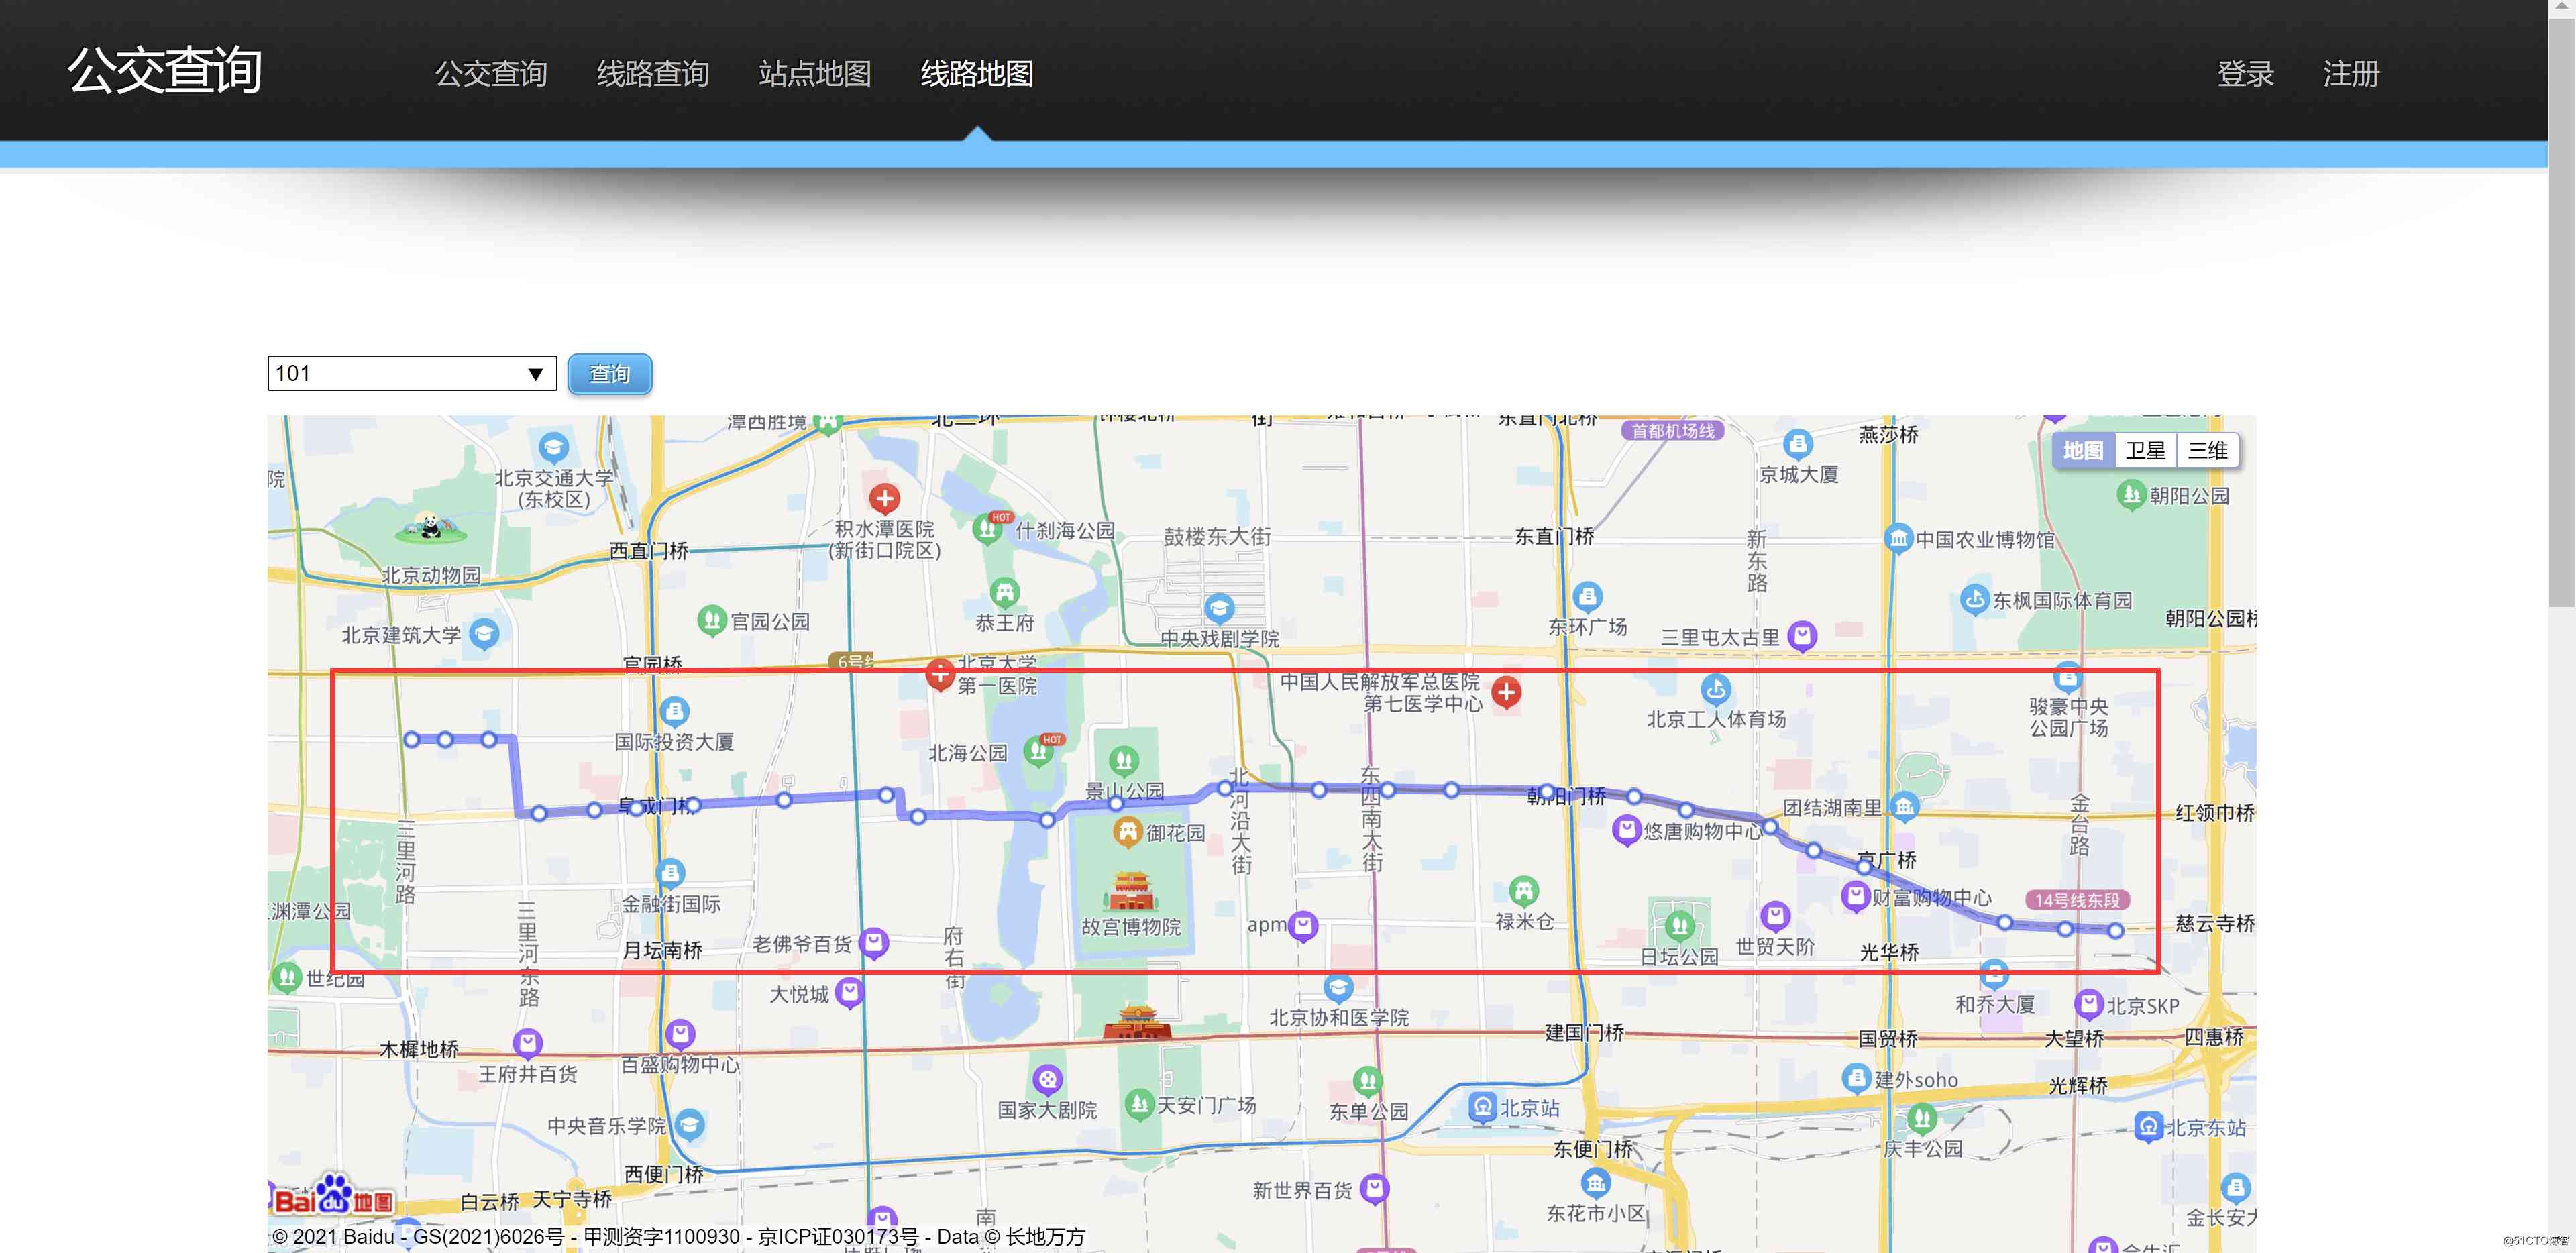 公交查询
公交查询
线路查询
站点地图
线路地图
登录
注册
101
查询
潭西胜境
首都机场线
燕莎桥
地图
卫星
三维
院
北京交通大学
(东校区)
京城大厦
朝阳公园
积水潭医院
(新街口院区)
HOT
什刹海公园
鼓楼东大街
东直门桥
新东路
中国农业博物馆
西直门桥
北京动物园
官园公园
恭王府
中央戏剧学院
东环广场
三里屯太古里
东枫国际体育园
朝阳公园桥
北京建筑大学
官园桥
6号线
北京大学
第一医院
中国人民解放军总医院
第七医学中心
北京工人体育场
骏豪中央
公园广场
国际投资大厦
北海公园
HOT
景山公园
北河沿大街
东四南大街
朝阳门桥
阜成门桥
团结湖南里
金台路
红领巾桥
御花园
悠唐购物中心
京广桥
三里河路
金融街国际
财富购物中心
14号线东段
渊潭公园
三里河东路
故宫博物院
apm
禄米仓
慈云寺桥
月坛南桥
老佛爷百货
府右街
日坛公园
世贸天阶
光华桥
世纪园
大悦城
北京协和医学院
和乔大厦
北京SKP
木樨地桥
建国门桥
国贸桥
大望桥
四惠桥
王府井百货
百盛购物中心
建外soho
光辉桥
国家大剧院
天安门广场
东单公园
北京站
中央音乐学院
东便门桥
庆丰公园
北京东站
西便门桥
白云桥
天宁寺桥
新世界百货
东花市小区
南
金长安大
Baidu地图
© 2021 Baidu - GS(2021)6026号 - 甲测资字1100930 - 京ICP证030173号 - Data © 长地万方
@51CTO博客